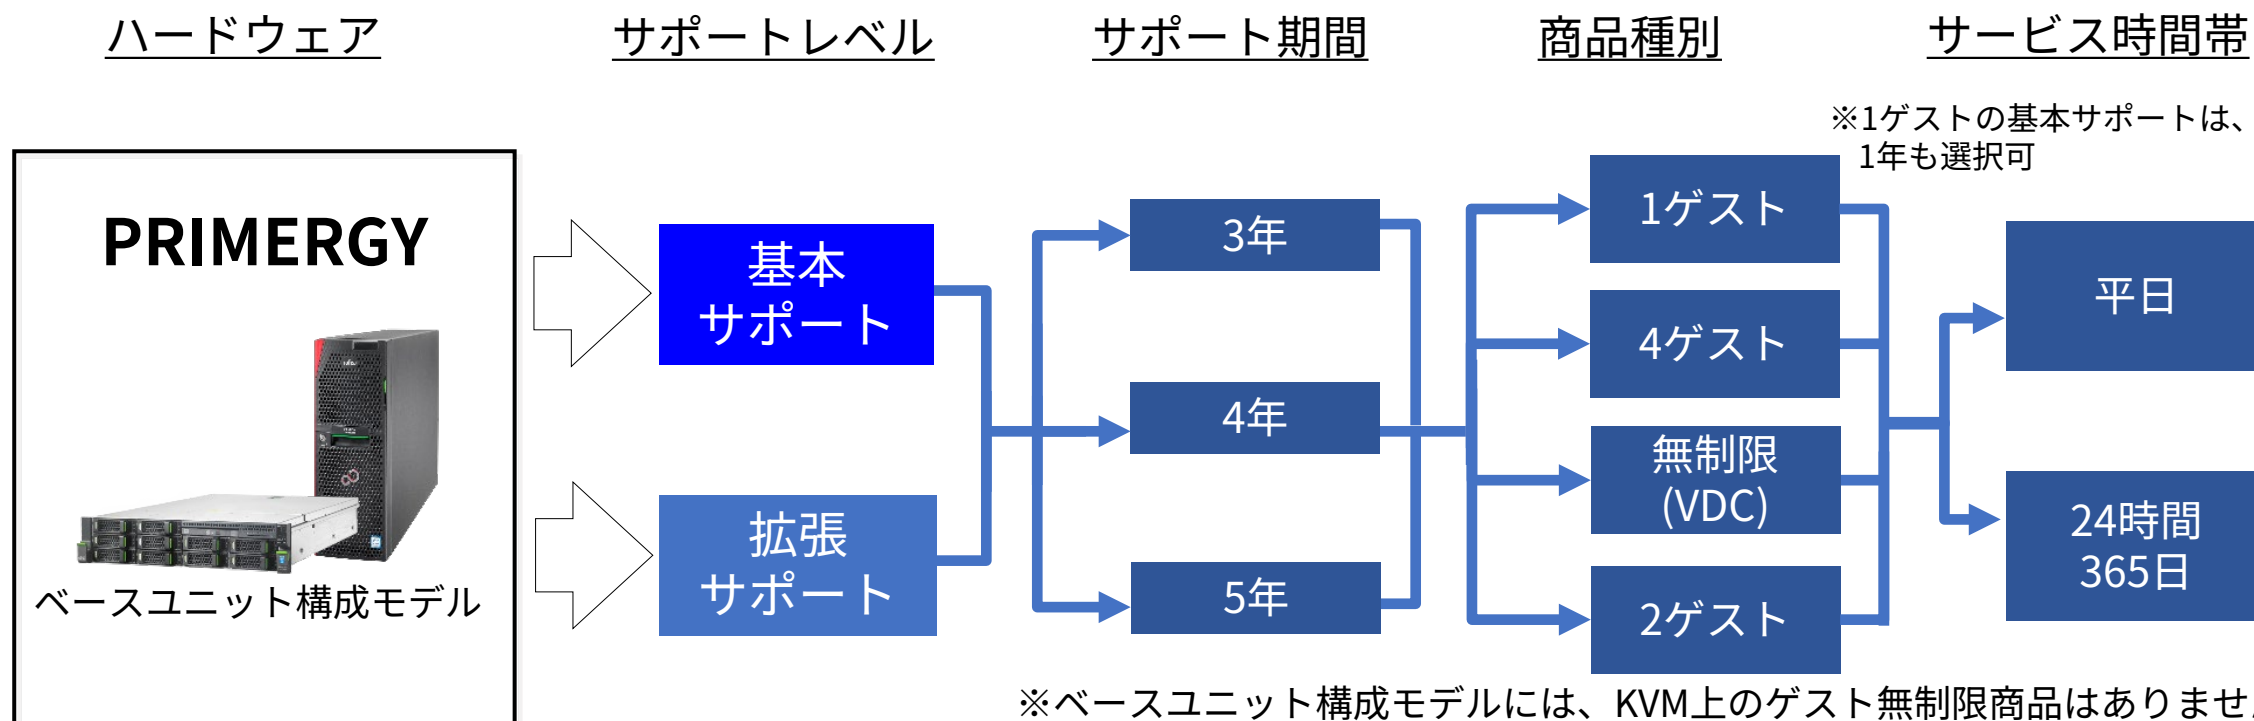 ハードウェア
サポートレベル
サポート期間
商品種別
サービス時間帯
※1ゲストの基本サポートは、
1年も選択可
PRIMERGY
ベースユニット構成モデル
基本
サポート
拡張
サポート
3年
4年
5年
1ゲスト
4ゲスト
無制限
(VDC)
2ゲスト
平日
24時間
365日
※ベースユニット構成モデルには、KVM上のゲスト無制限商品はありませ